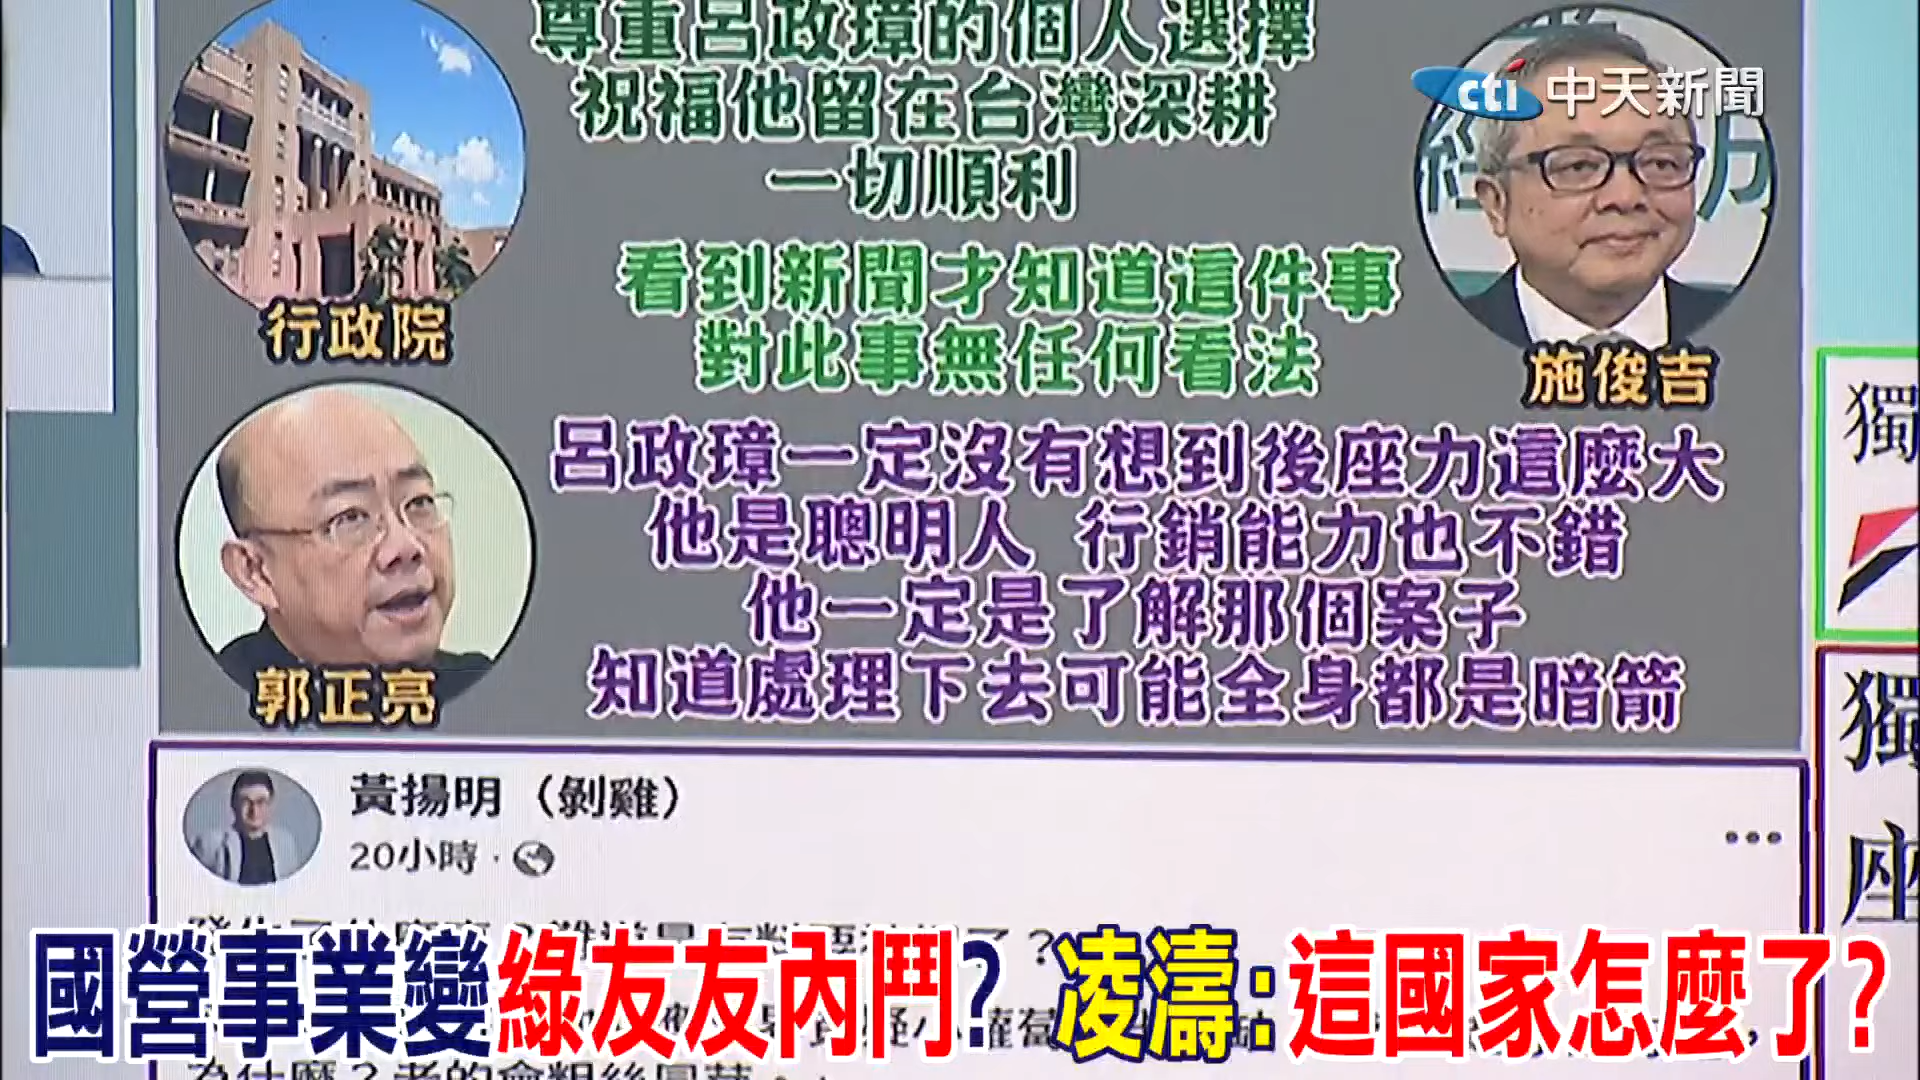 尊重呂政璋的個人選擇
祝福他留在台灣深耕
一切順利
cti 中天新聞
行政院
看到新聞才知道這件事
對此事無任何看法
施俊吉
呂政璋一定沒有想到後座力這麼大
他是聰明人 行銷能力也不錯
他一定是了解那個案子
知道處理下去可能全身都是暗箭
郭正亮
獨
獨
座
黃揚明（剝雞）
20小時
國營事業變綠友友內鬥? 凌濤:這國家怎麼了?